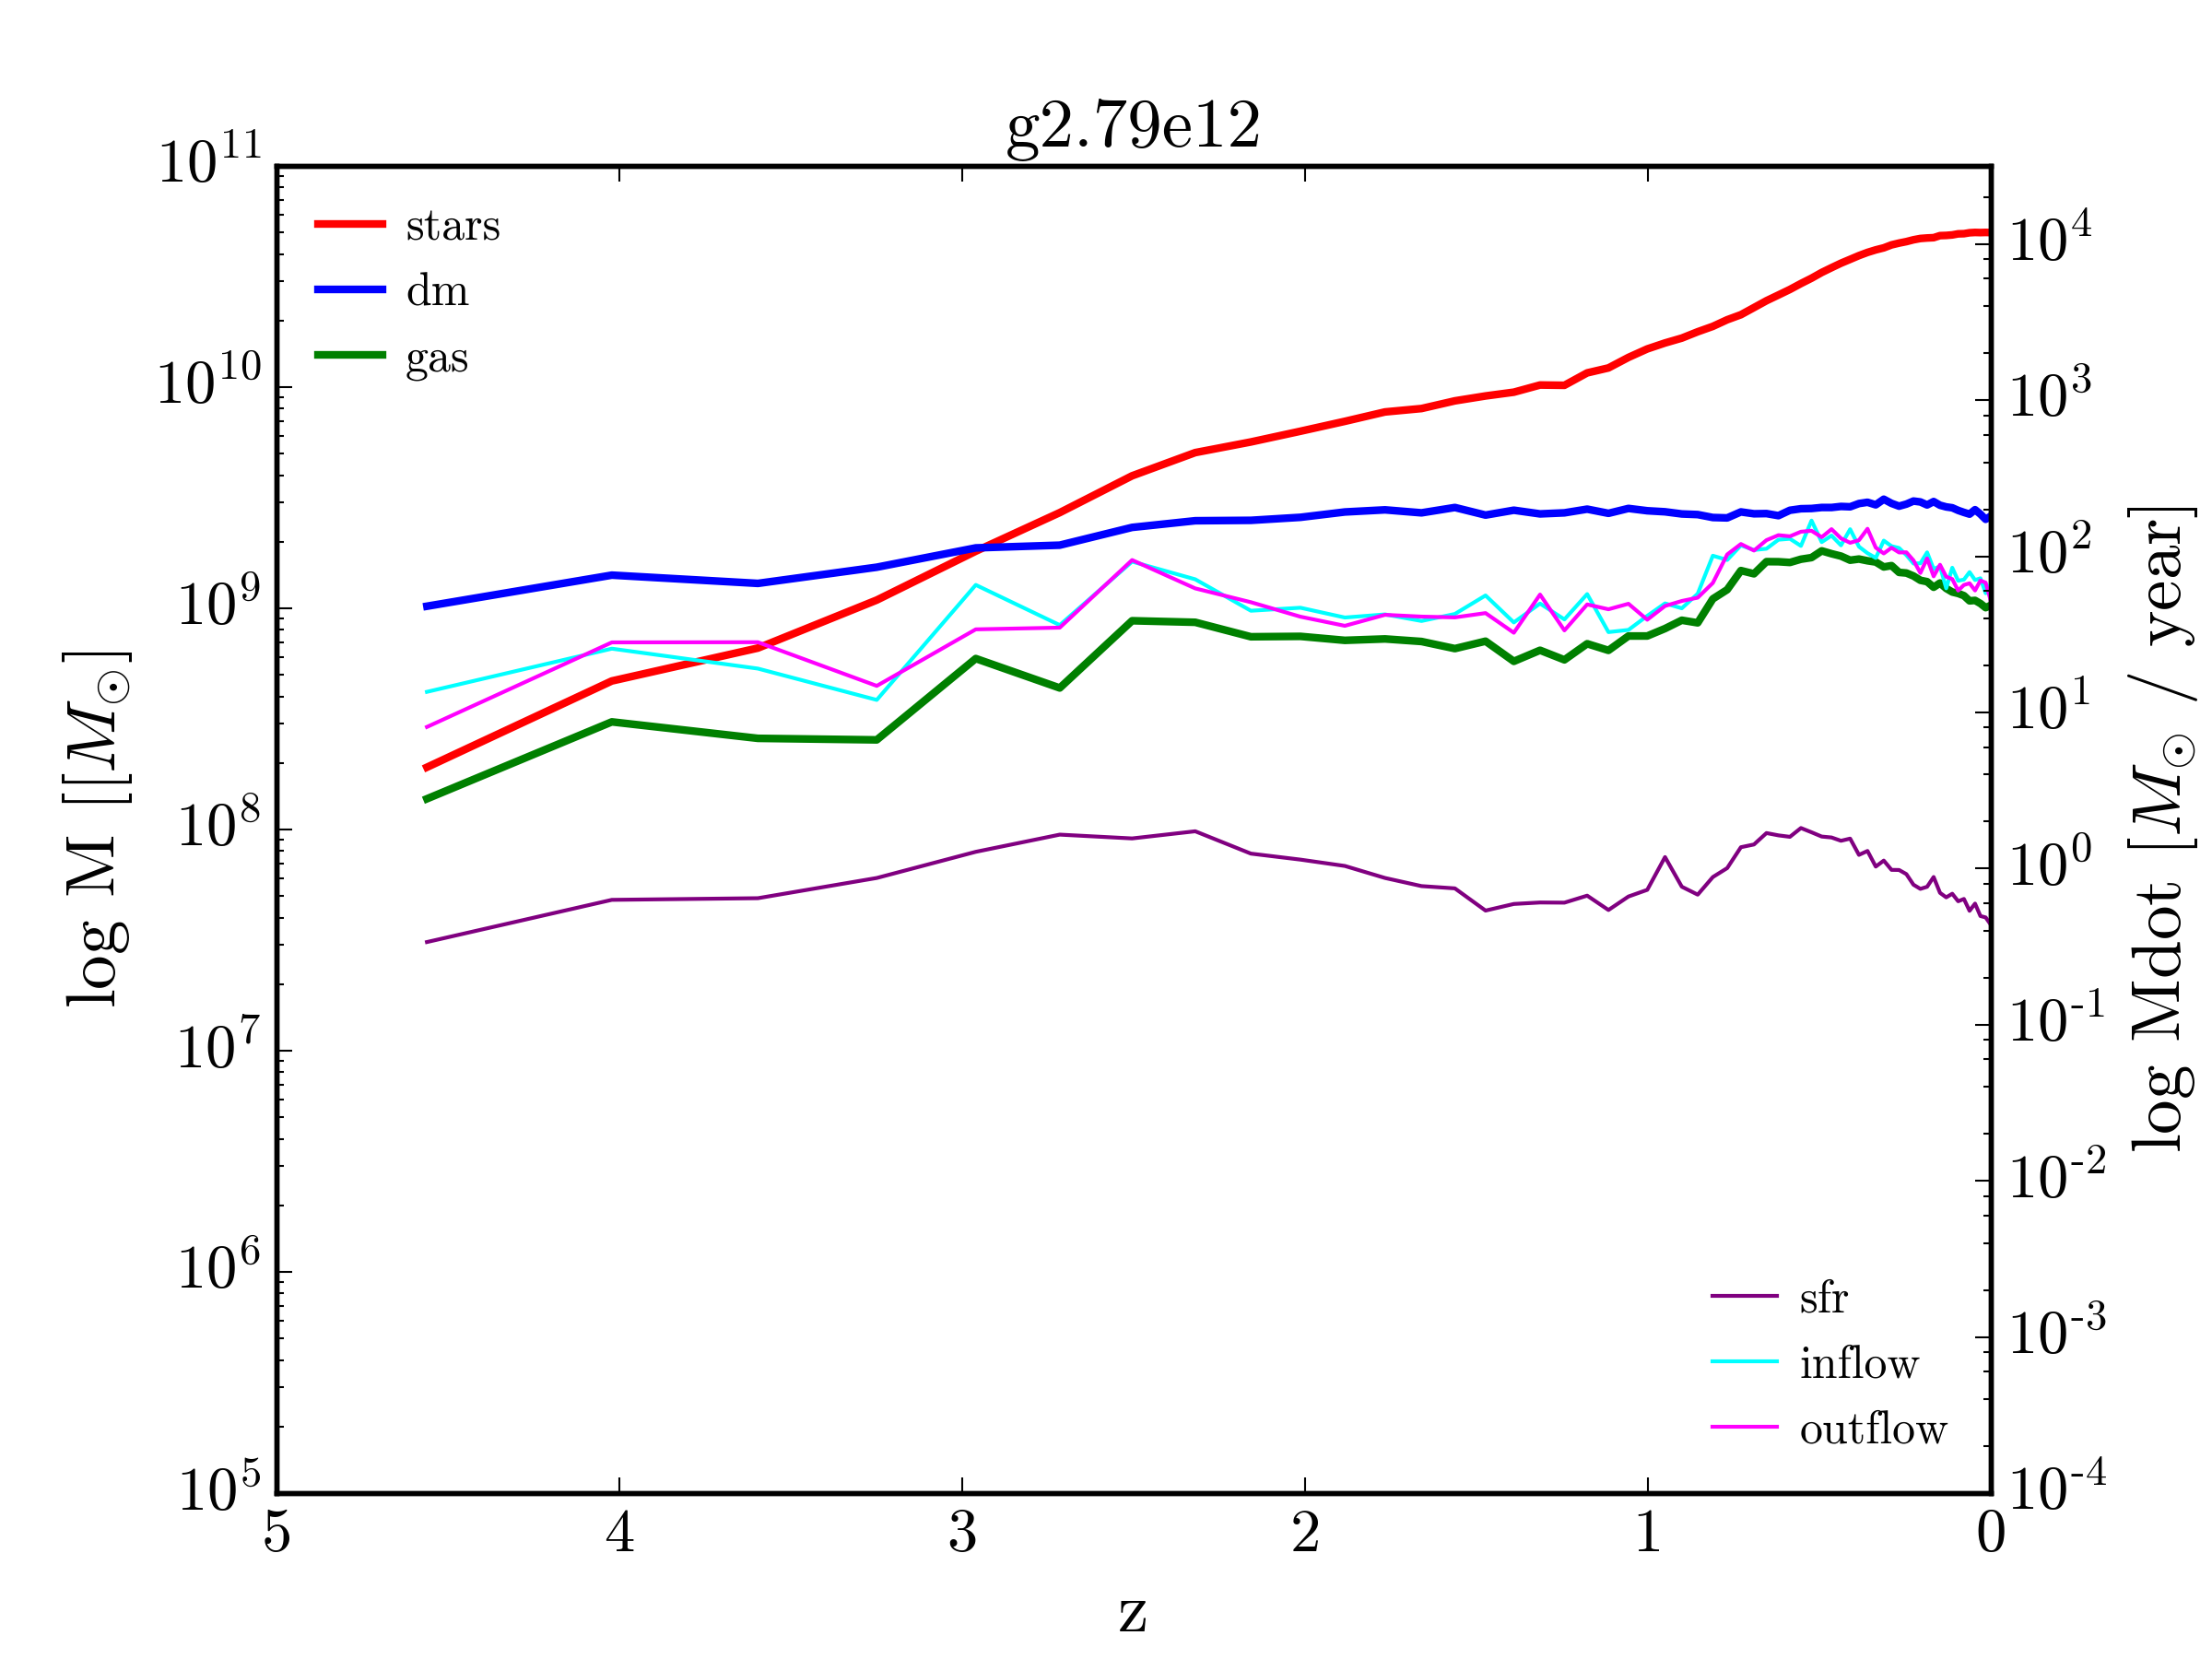 g2.79e12
10^11
10^10
10^9
10^8
10^7
10^6
10^5
log M [[M⊙]
stars
dm
gas
10^4
10^3
10^2
10^1
10^0
10^-1
10^-2
10^-3
10^-4
log Mdot [M⊙ / year]
sfr
inflow
outflow
5 4 3 2 1 0
z